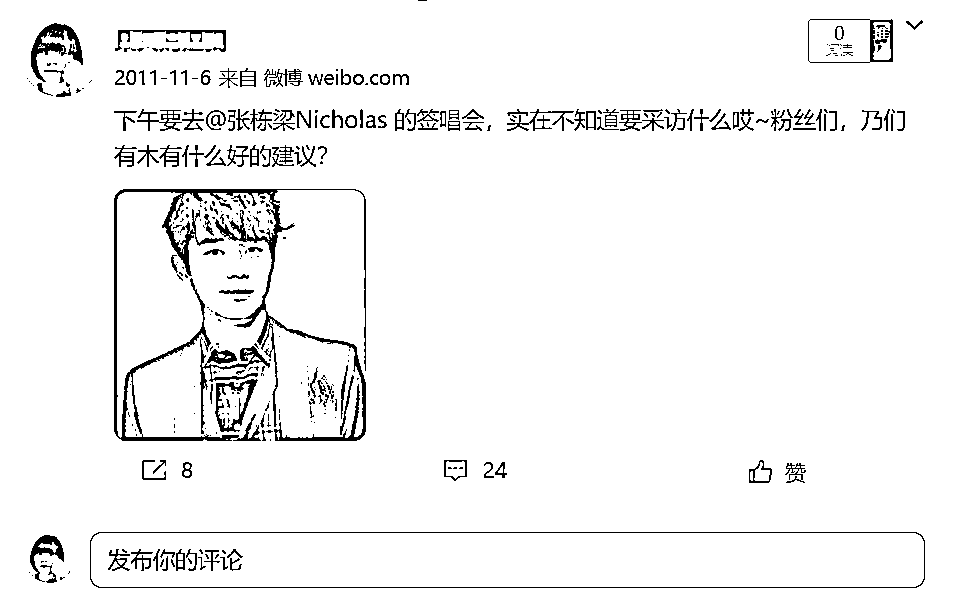 0
阅读
2011-11-6 来自 微博 weibo.com
下午要去@张栋梁Nicholas 的签唱会，实在不知道要采访什么哎~粉丝们，乃们
有木有什么好的建议？
8
24
赞
发布你的评论